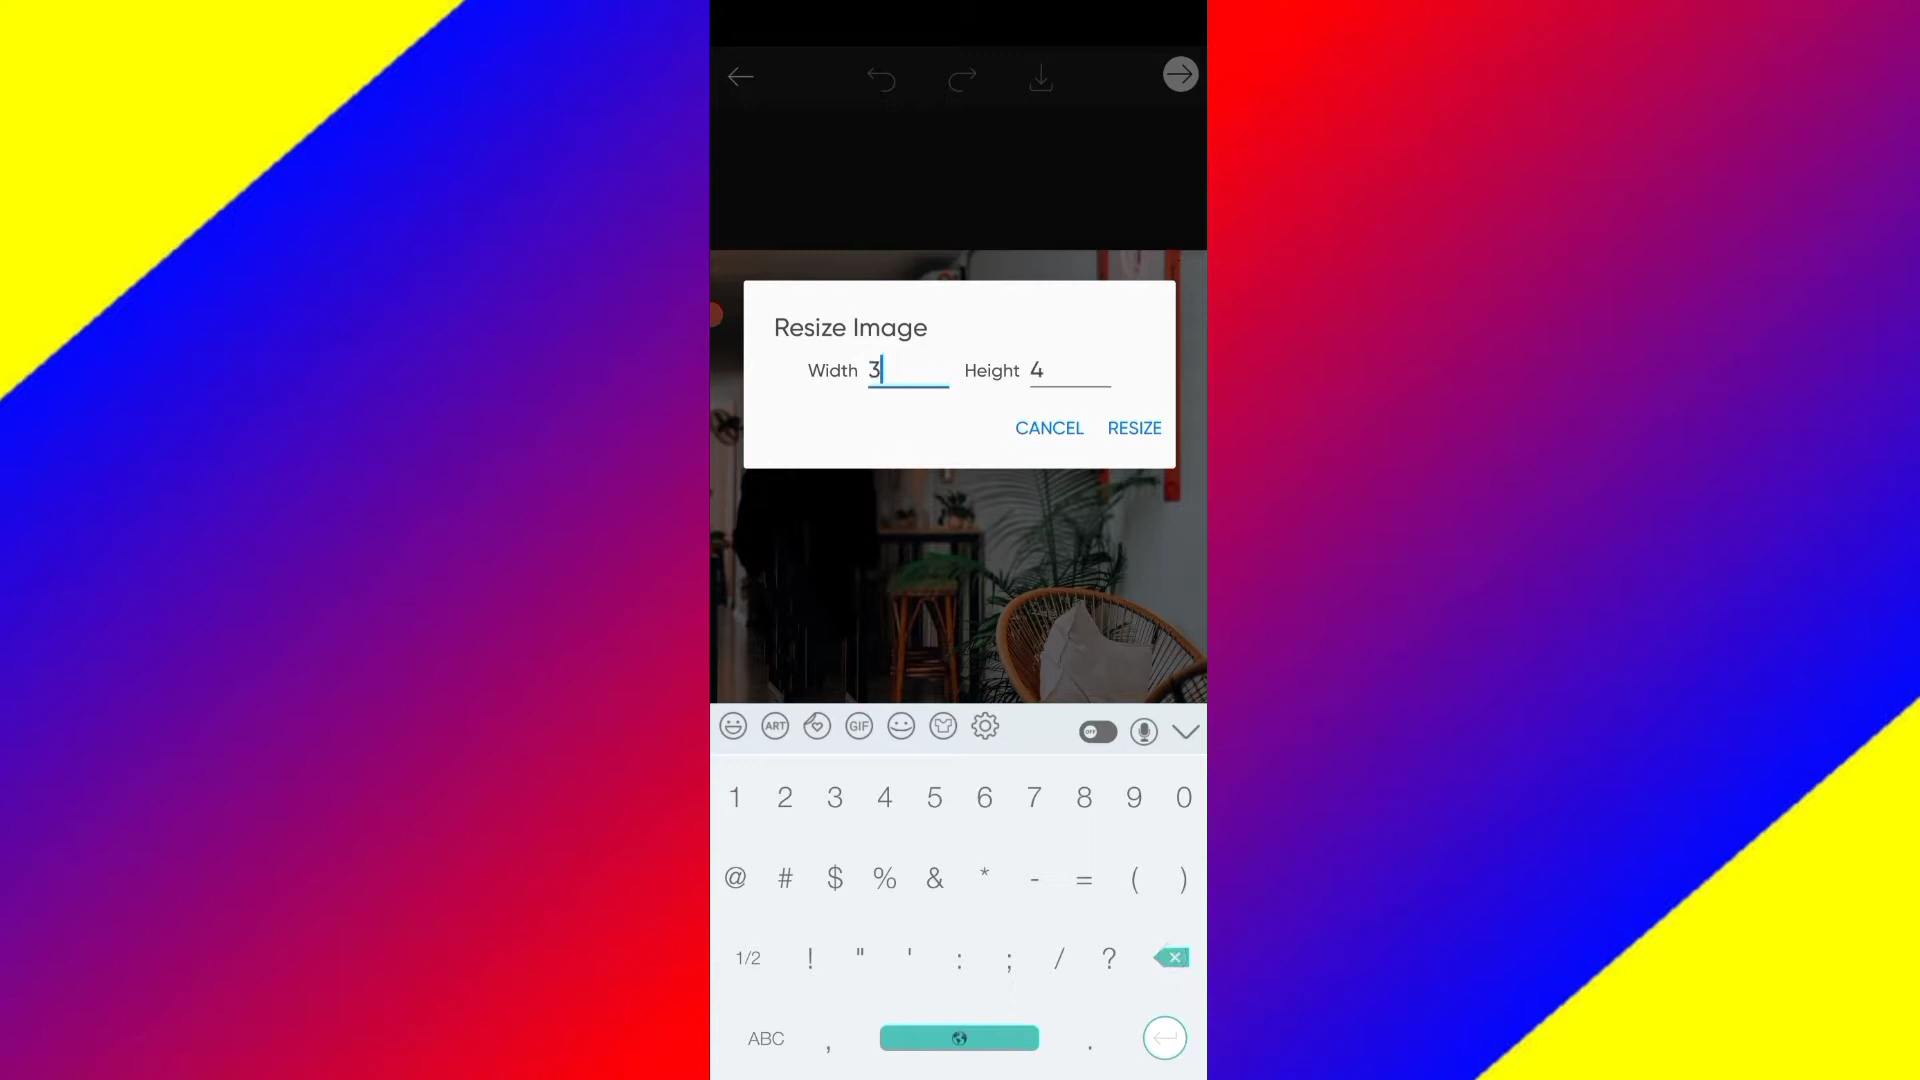 Resize Image
Width 3 Height 4
CANCEL RESIZE
ART GIF OFF
1 2 3 4 5 6 7 8 9 0
@ # $ % & * - = ( )
1/2 ! " ' : ; / ?
ABC , .